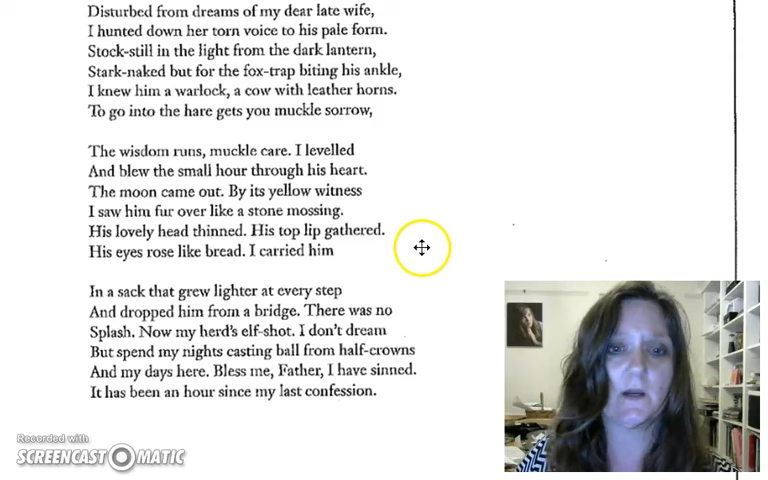 Disturbed from dreams of my dear late wife,
I hunted down her torn voice to his pale form.
Stock-still in the light from the dark lantern,
Stark-naked but for the fox-trap biting his ankle,
I knew him a warlock, a cow with leather horns.
To go into the hare gets you muckle sorrow,
The wisdom runs, muckle care. I levelled
And blew the small hour through his heart.
The moon came out. By its yellow witness
I saw him fur over like a stone mossing.
His lovely head thinned. His top lip gathered.
His eyes rose like bread. I carried him
In a sack that grew lighter at every step
And dropped him from a bridge. There was no
Splash. Now my herd's elf-shot. I don't dream
But spend my nights casting ball from half-crowns
And my days here. Bless me, Father, I have sinned.
It has been an hour since my last confession.
Recorded with
SCREENCAST O MATIC